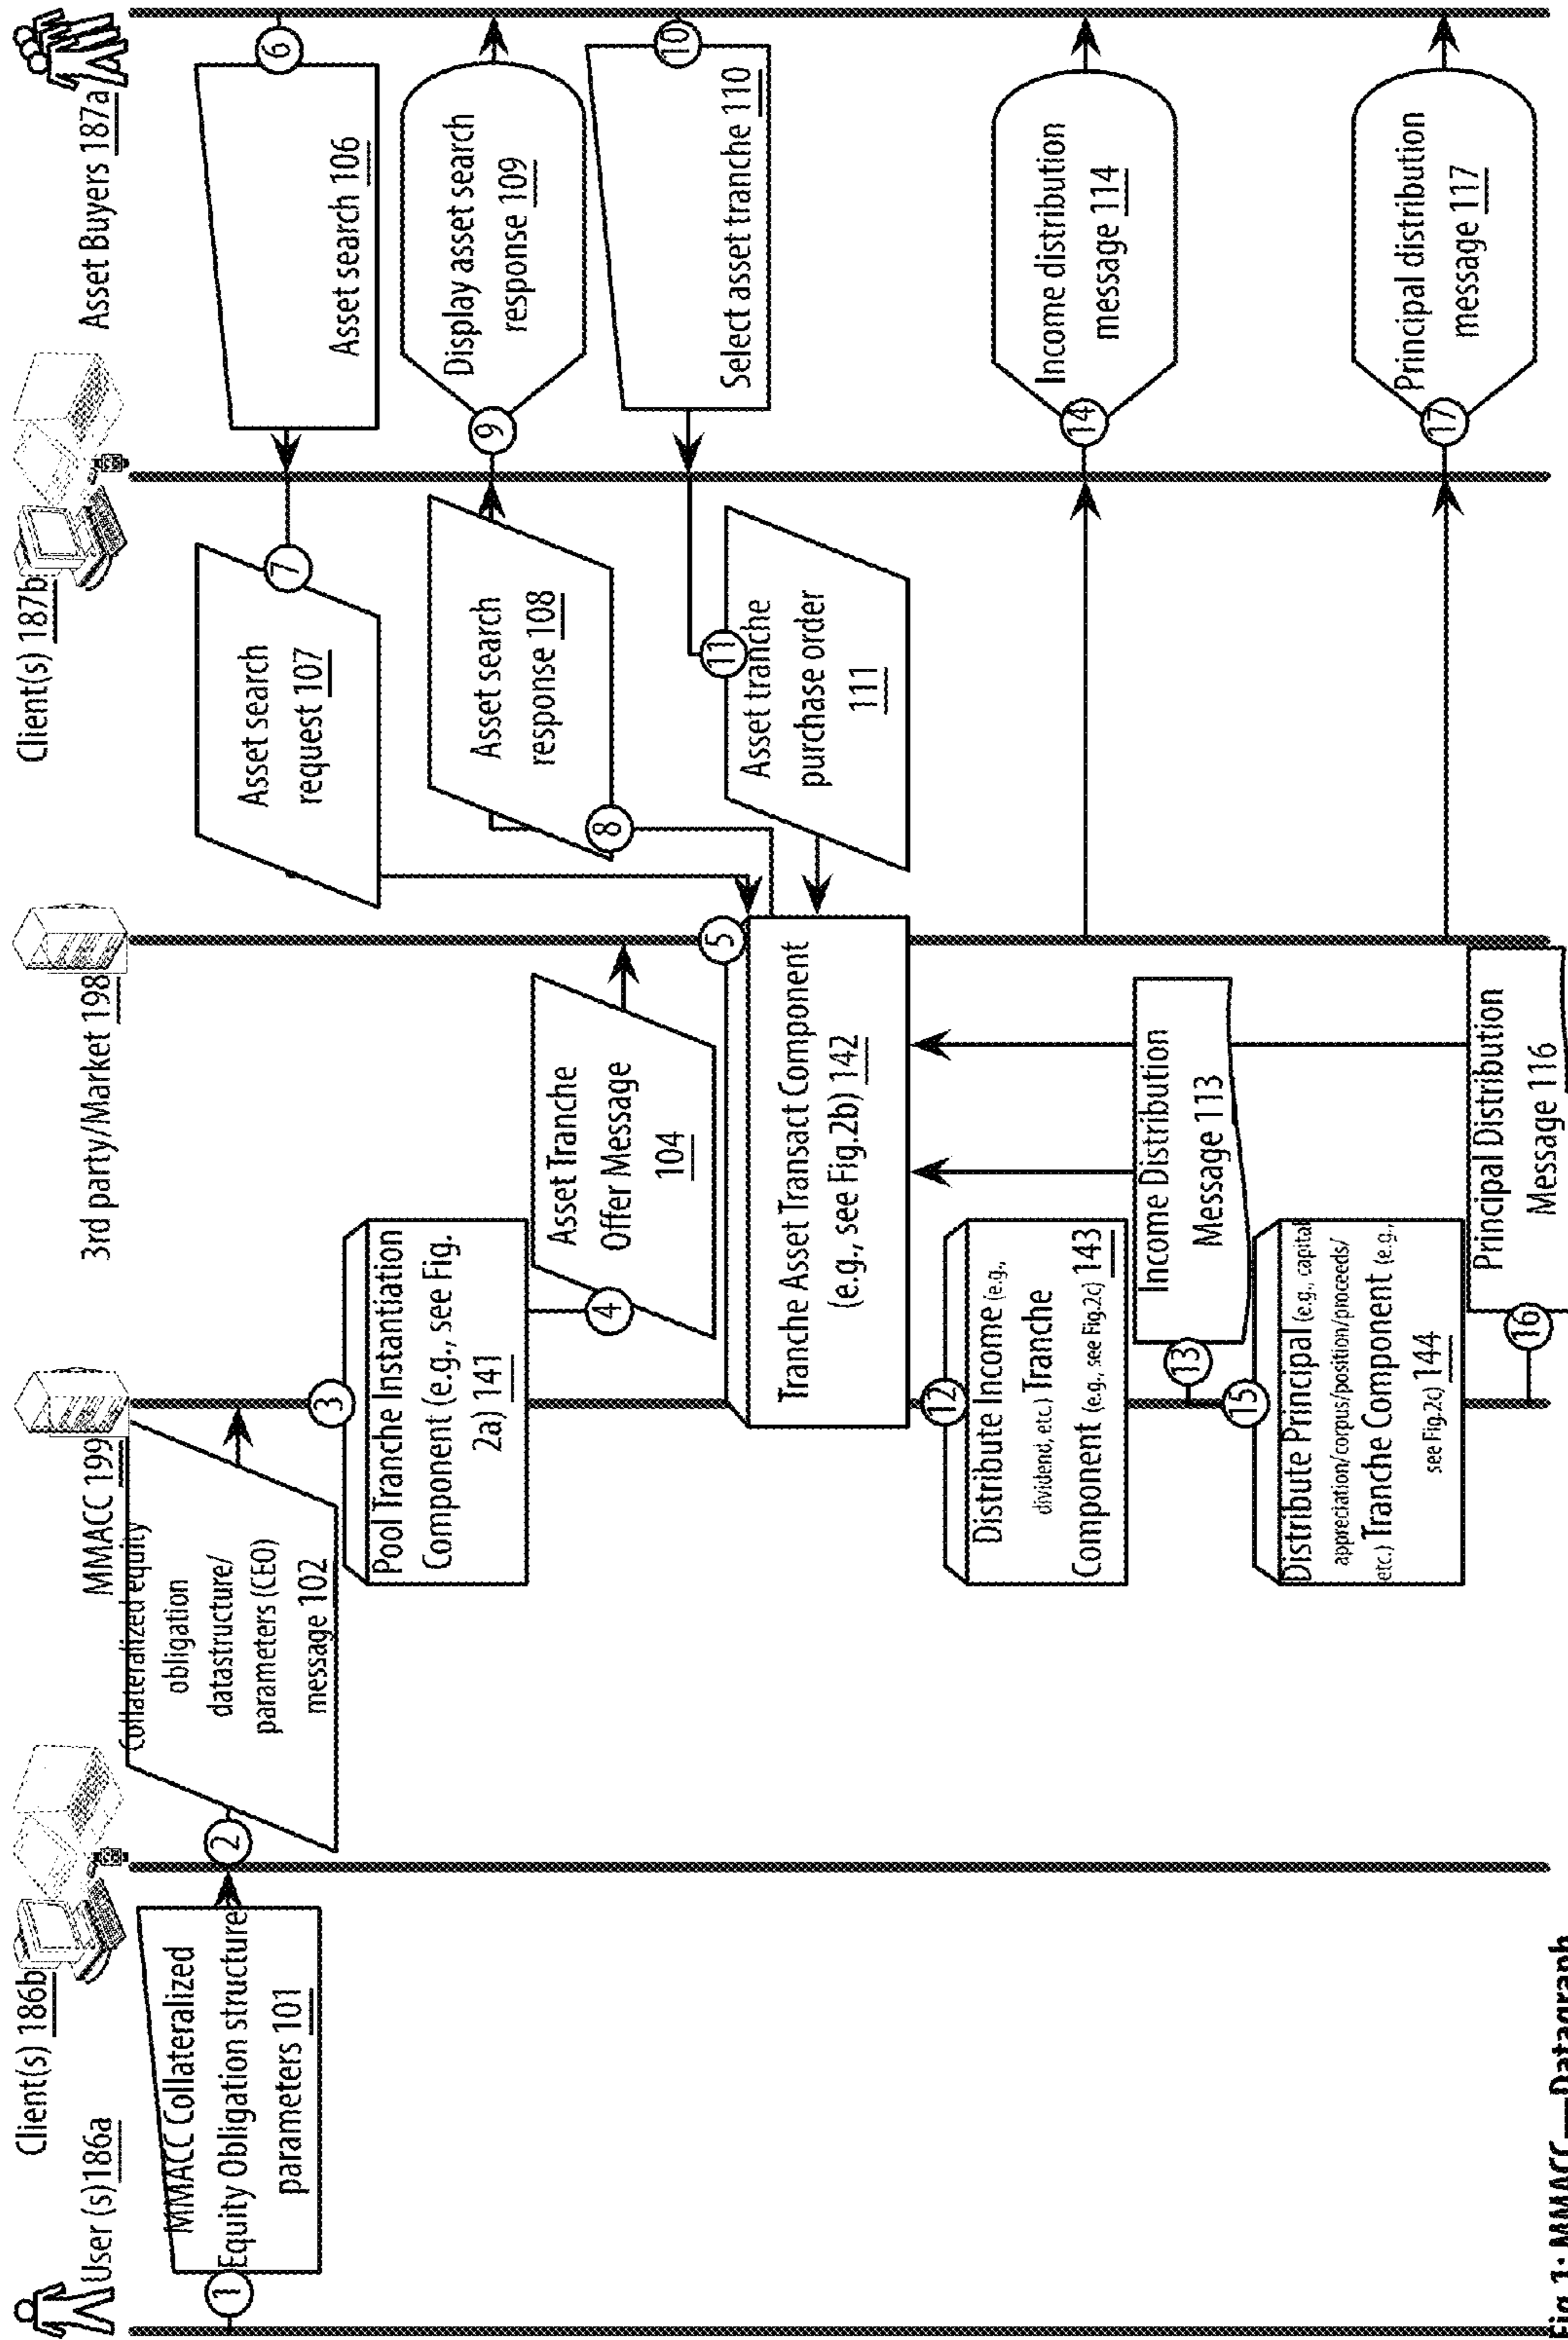 User (s)186a
Client(s) 186b
MMACC 199
3rd party/Market 198
Client(s) 187b
Asset Buyers 187a
1
MMACC Collateralized
Equity Obligation structure
parameters 101
2
Collateralized equity
obligation
datastructure/
parameters (CEO)
message 102
3
Pool Tranche Instantiation
Component (e.g., see Fig.
2a) 141
4
Asset Tranche
Offer Message
104
5
Tranche Asset Transact Component
(e.g., see Fig.2b) 142
6
Asset search 106
7
Asset search
request 107
8
Asset search
response 108
9
Display asset search
response 109
10
Select asset tranche 110
11
Asset tranche
purchase order
111
12
Distribute Income (e.g.,
dividend, etc.) Tranche
Component (e.g., see Fig.2c) 143
13
Income Distribution
Message 113
14
Income distribution
message 114
15
Distribute Principal (e.g., capital
appreciation/corpus/position/proceeds/
etc.) Tranche Component (e.g.,
see Fig.2c) 144
16
Principal Distribution
Message 116
17
Principal distribution
message 117
Fig 1: MMACC—Datagraph